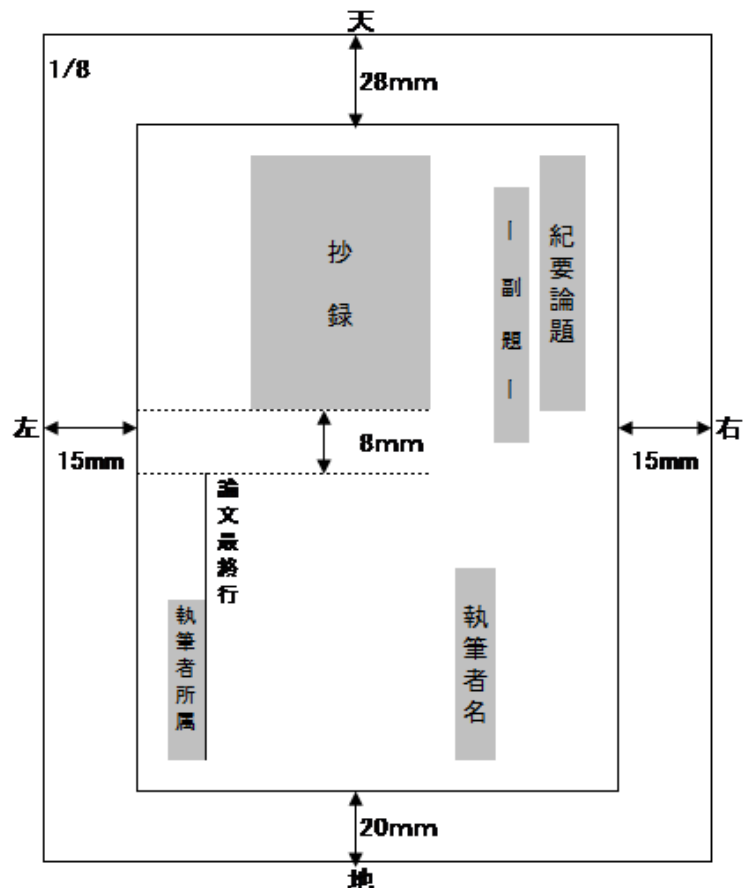 天
1/8
28mm
紀要論題
ー副題ー
抄録
左
15mm
8mm
15mm
右
論文最終行
執筆者名
執筆者所属
20mm
地